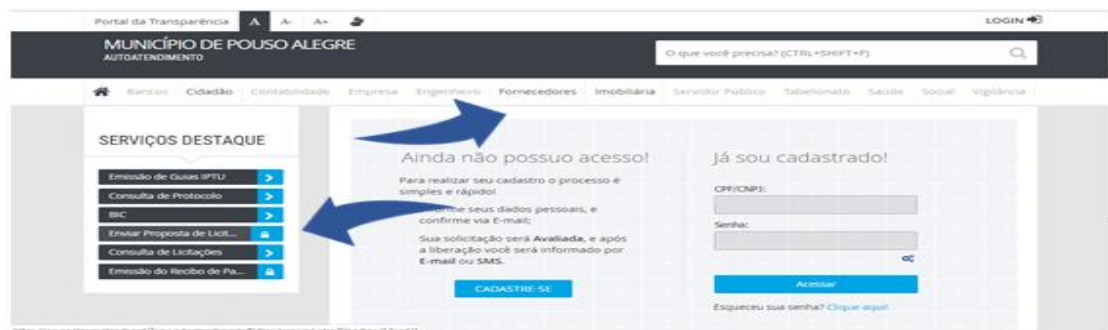 Portal da Transparência A A- A+
LOGIN
MUNICÍPIO DE POUSO ALEGRE
AUTOATENDIMENTO
O que você precisa? (CTRL+SHIFT+F)
Bancos Cidadão Contabilidade Empresa Engenheiro Fornecedores Imobiliária Servidor Público Tabelionato Saúde Social Vigilância
SERVIÇOS DESTAQUE
Emissão de Guias IPTU
Consulta de Protocolo
BIC
Enviar Proposta de Licit...
Consulta de Licitações
Emissão do Recibo de Pa...
Ainda não possuo acesso!
Para realizar seu cadastro o processo é
simples e rápido!
seus dados pessoais, e
confirme via E-mail;
Sua solicitação será Avaliada, e após
a liberação você será informado por
E-mail ou SMS.
CADASTRE-SE
Já sou cadastrado!
CPF/CNPJ:
Senha:
Acessar
Esqueceu sua senha? Clique aqui!